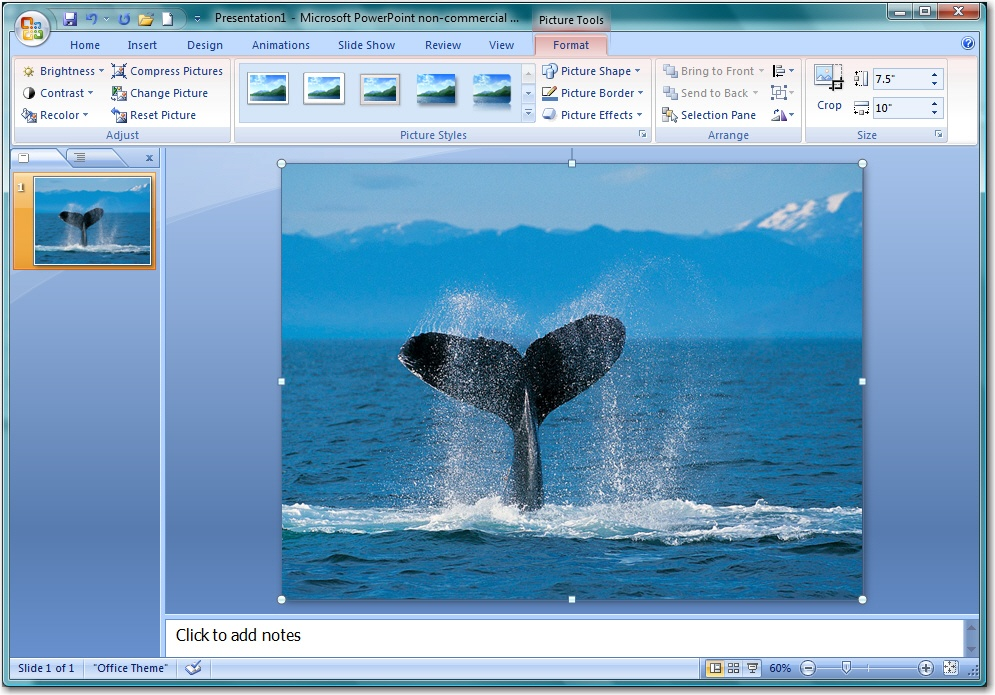 Presentation1 - Microsoft PowerPoint non-commercial ...
Picture Tools
Home Insert Design Animations Slide Show Review View Format
Brightness
Contrast
Recolor
Compress Pictures
Change Picture
Reset Picture
Adjust
Picture Styles
Picture Shape
Picture Border
Picture Effects
Bring to Front
Send to Back
Selection Pane
Arrange
Crop
7.5"
10"
Size
1
Click to add notes
Slide 1 of 1
"Office Theme"
60%